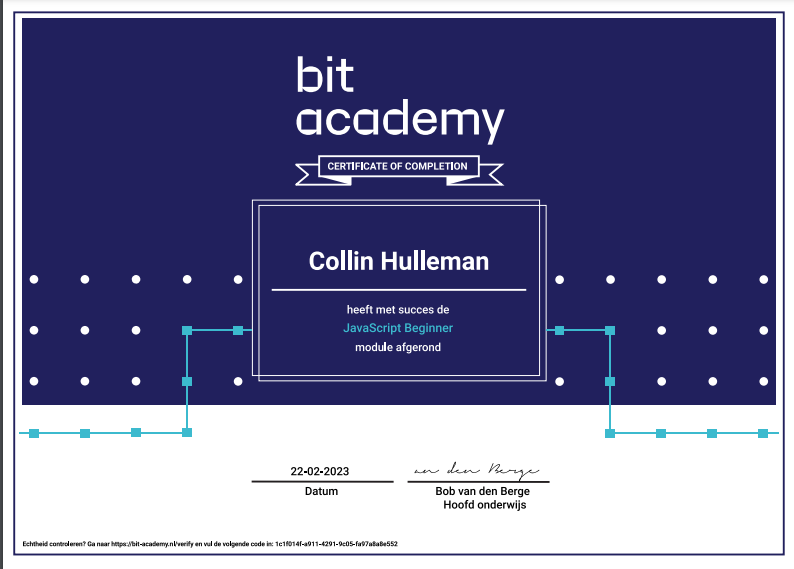 bit
academy
CERTIFICATE OF COMPLETION
Collin Hulleman
heeft met succes de
JavaScript Beginner
module afgerond
22-02-2023
Datum
an den Berge
Bob van den Berge
Hoofd onderwijs
Echtheid controleren? Ga naar https://bit-academy.nl/verify en vul de volgende code in: 1c1f014f-a911-4291-9c05-fa97a8a8e552